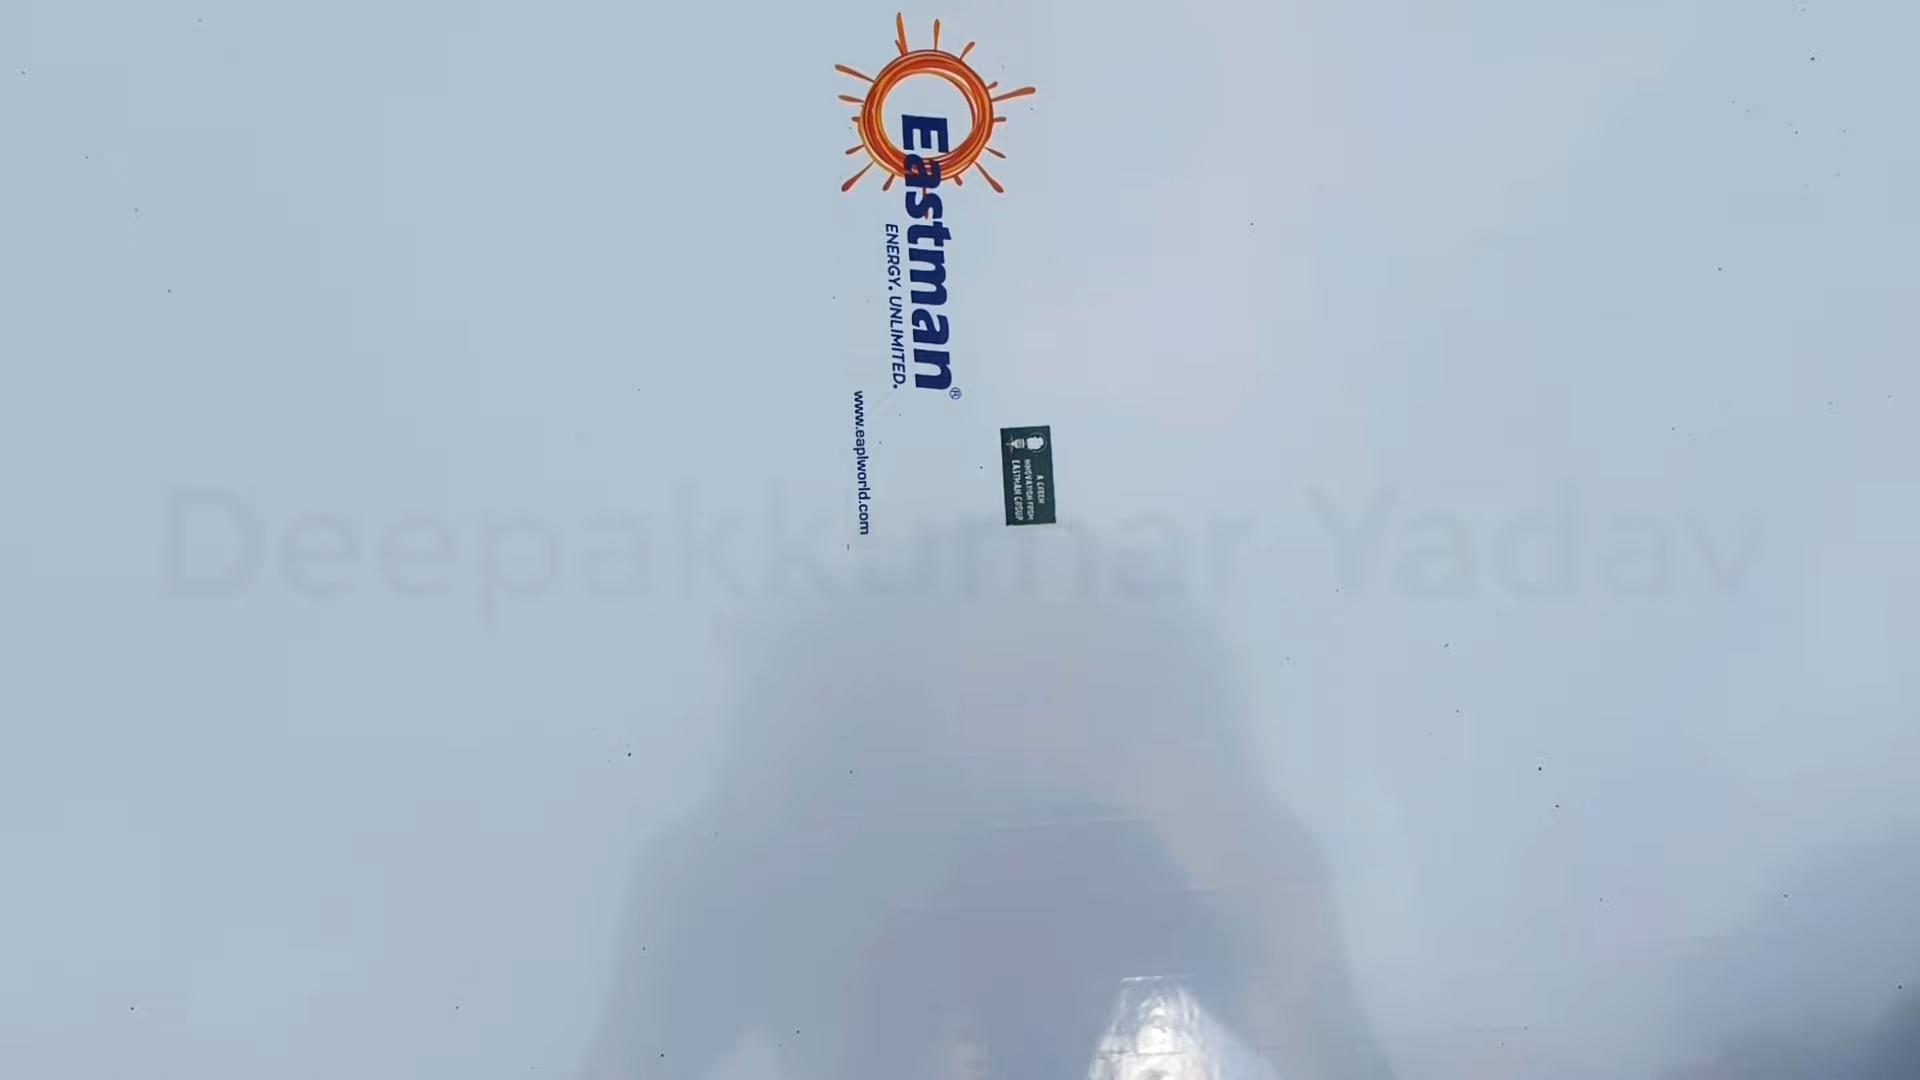 Eastman®
ENERGY. UNLIMITED.
www.eaplworld.com
A GREEN
INNOVATION FROM
EASTMAN GROUP
Deepakkumar Yadav